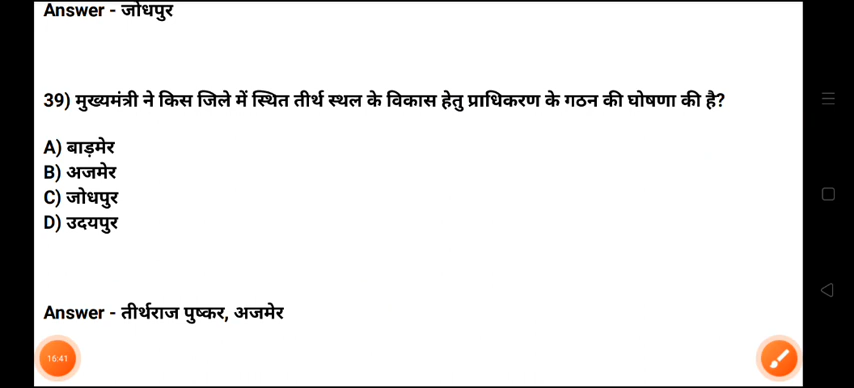 Answer - जोधपुर
39) मुख्यमंत्री ने किस जिले में स्थित तीर्थ स्थल के विकास हेतु प्राधिकरण के गठन की घोषणा की है?
A) बाड़मेर
B) अजमेर
C) जोधपुर
D) उदयपुर
Answer - तीर्थराज पुष्कर, अजमेर
16:41